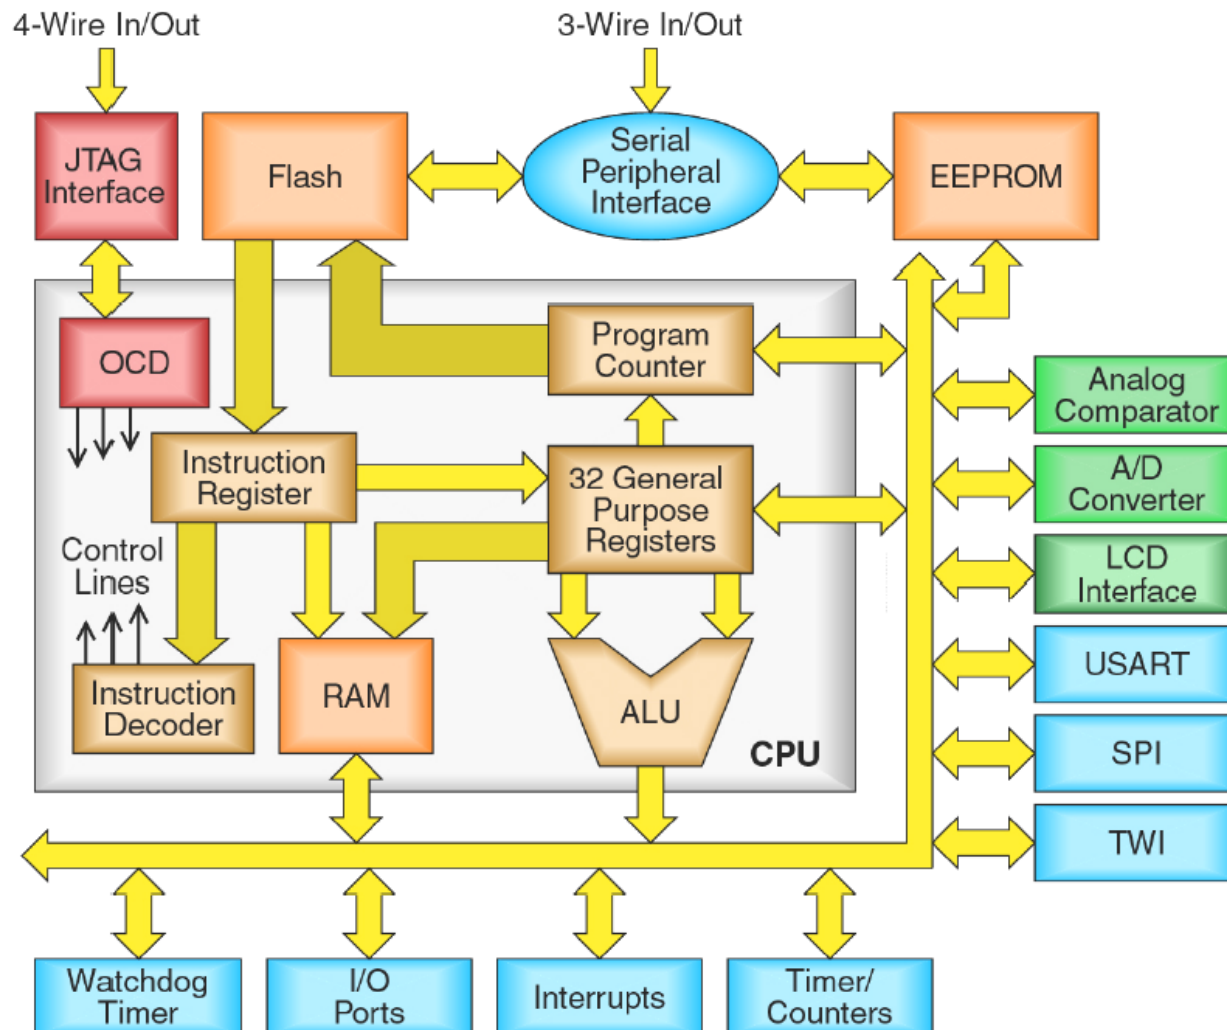 4-Wire In/Out
3-Wire In/Out
JTAG
Interface
Flash
Serial
Peripheral
Interface
EEPROM
OCD
Program
Counter
Analog
Comparator
Instruction
Register
32 General
Purpose
Registers
A/D
Converter
Control
Lines
LCD
Interface
Instruction
Decoder
RAM
ALU
USART
CPU
SPI
TWI
Watchdog
Timer
I/O
Ports
Interrupts
Timer/
Counters